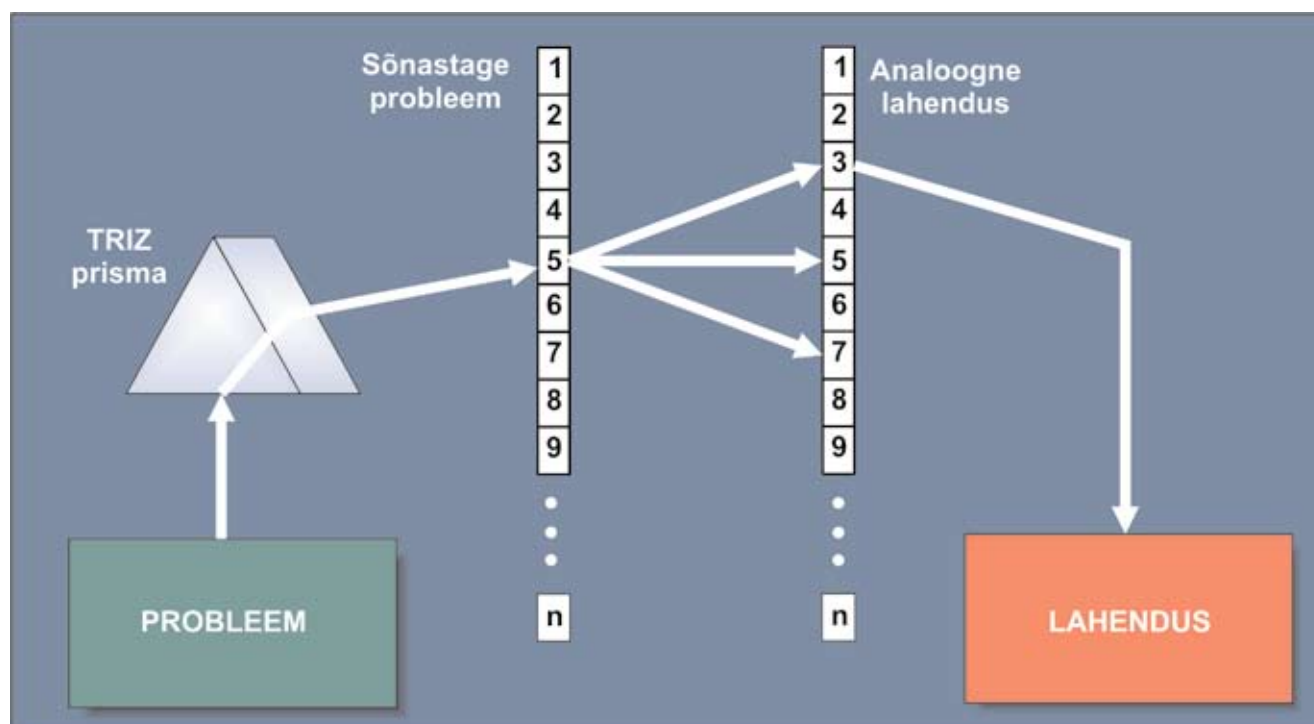 Sõnastage
probleem
1
2
3
4
5
6
7
8
9
n
Analoogne
lahendus
1
2
3
4
5
6
7
8
9
n
TRIZ
prisma
PROBLEEM
LAHENDUS